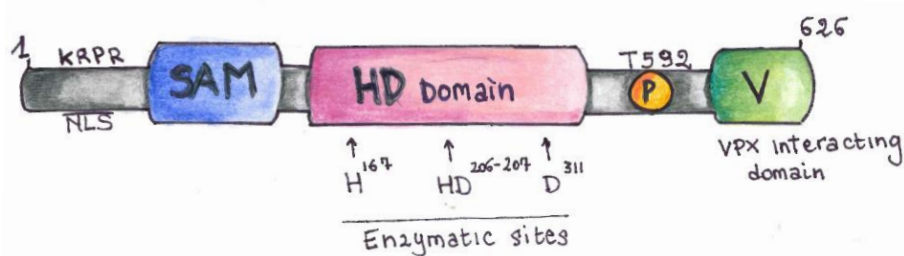 1 KRPR T592 626
SAM HD Domain P V
NLS
VPX interacting
domain
H167 HD206-207 D311
Enzymatic sites